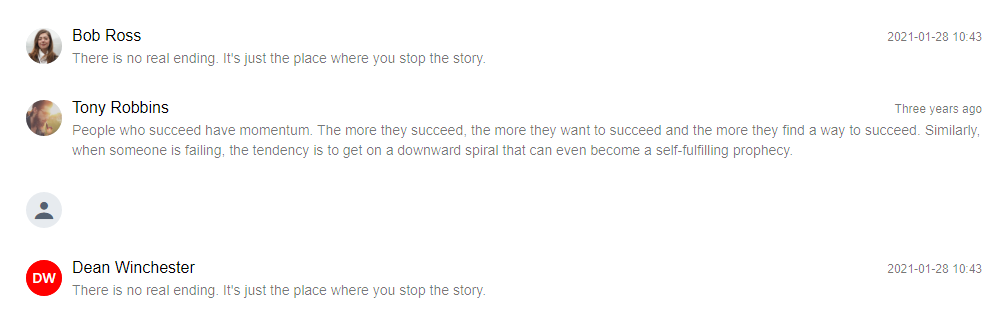 Bob Ross
2021-01-28 10:43
There is no real ending. It's just the place where you stop the story.
Tony Robbins
Three years ago
People who succeed have momentum. The more they succeed, the more they want to succeed and the more they find a way to succeed. Similarly,
when someone is failing, the tendency is to get on a downward spiral that can even become a self-fulfilling prophecy.
DW
Dean Winchester
2021-01-28 10:43
There is no real ending. It's just the place where you stop the story.